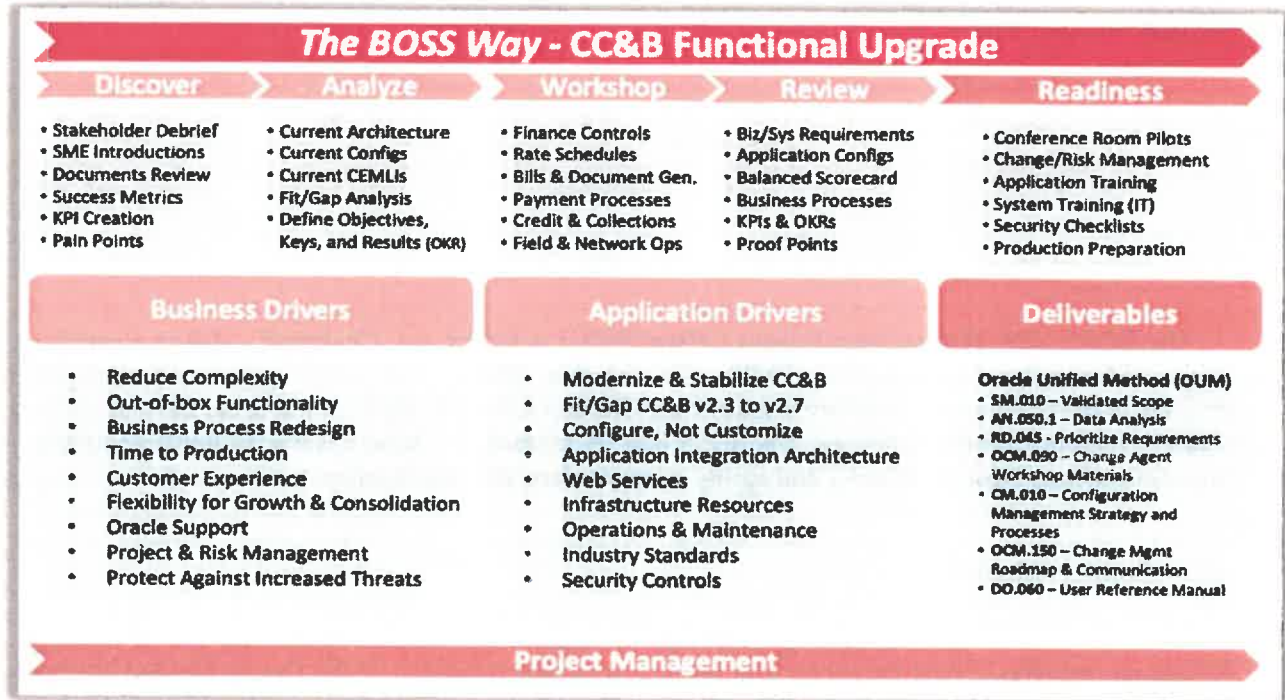 The BOSS Way - CC&B Functional Upgrade
Discover
Analyze
Workshop
Review
Readiness
• Stakeholder Debrief
• SME Introductions
• Documents Review
• Success Metrics
• KPI Creation
• Pain Points
• Current Architecture
• Current Configs
• Current CEMLIs
• Fit/Gap Analysis
• Define Objectives,
Keys, and Results (OKR)
• Finance Controls
• Rate Schedules
• Bills & Document Gen.
• Payment Processes
• Credit & Collections
• Field & Network Ops
• Biz/Sys Requirements
• Application Configs
• Balanced Scorecard
• Business Processes
• KPIs & OKRs
• Proof Points
• Conference Room Pilots
• Change/Risk Management
• Application Training
• System Training (IT)
• Security Checklists
• Production Preparation
Business Drivers
Application Drivers
Deliverables
• Reduce Complexity
• Out-of-box Functionality
• Business Process Redesign
• Time to Production
• Customer Experience
• Flexibility for Growth & Consolidation
• Oracle Support
• Project & Risk Management
• Protect Against Increased Threats
• Modernize & Stabilize CC&B
• Fit/Gap CC&B v2.3 to v2.7
• Configure, Not Customize
• Application Integration Architecture
• Web Services
• Infrastructure Resources
• Operations & Maintenance
• Industry Standards
• Security Controls
Oracle Unified Method (OUM)
• SM.010 – Validated Scope
• AN.050.1 – Data Analysis
• RD.045 - Prioritize Requirements
• OCM.090 – Change Agent
Workshop Materials
• CM.010 – Configuration
Management Strategy and
Processes
• OCM.150 – Change Mgmt
Roadmap & Communication
• DO.060 – User Reference Manual
Project Management